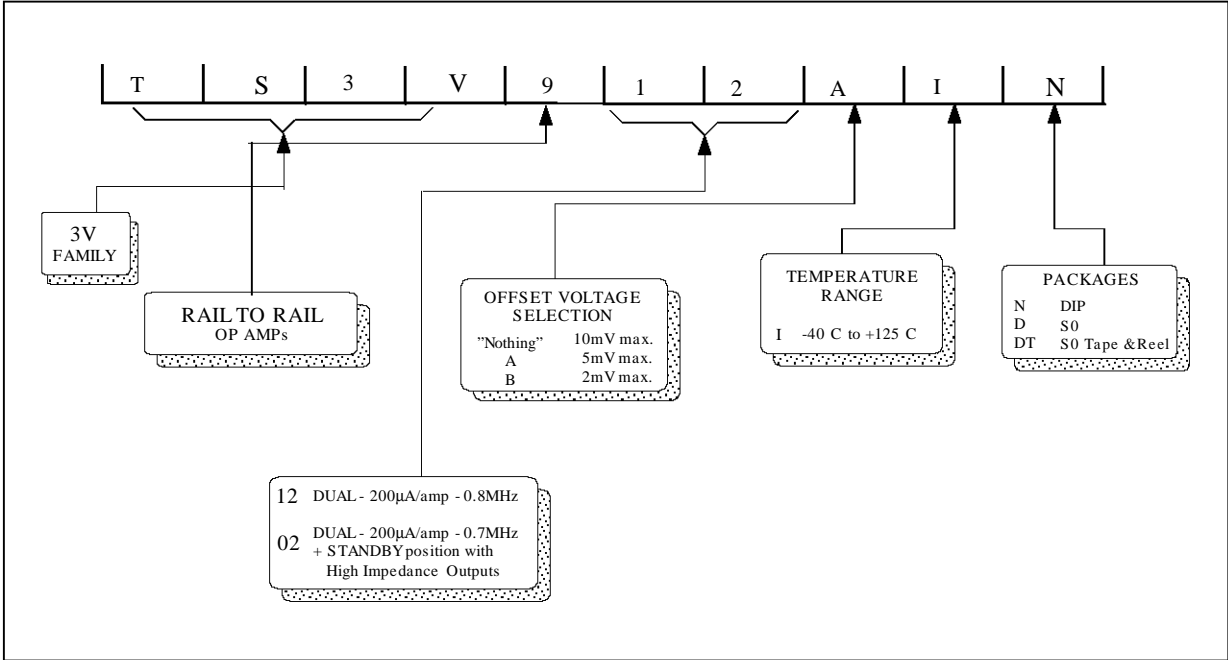 T S 3 V 9 1 2 A I N
3V
FAMILY
RAIL TO RAIL
OP AMPs
OFFSET VOLTAGE
SELECTION
"Nothing" 10mV max.
A 5mV max.
B 2mV max.
TEMPERATURE
RANGE
I -40 C to +125 C
PACKAGES
N DIP
D S0
DT S0 Tape &Reel
12 DUAL - 200µA/amp - 0.8MHz
02 DUAL - 200µA/amp - 0.7MHz
+ STANDBY position with
High Impedance Outputs